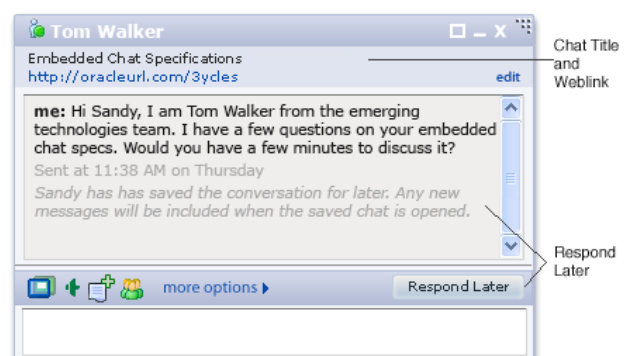 Tom Walker
Embedded Chat Specifications
http://oracleurl.com/3ycles
edit
me: Hi Sandy, I am Tom Walker from the emerging
technologies team. I have a few questions on your embedded
chat specs. Would you have a few minutes to discuss it?
Sent at 11:38 AM on Thursday
Sandy has has saved the conversation for later. Any new
messages will be included when the saved chat is opened.
more options
Respond Later
Chat Title
and
Weblink
Respond
Later